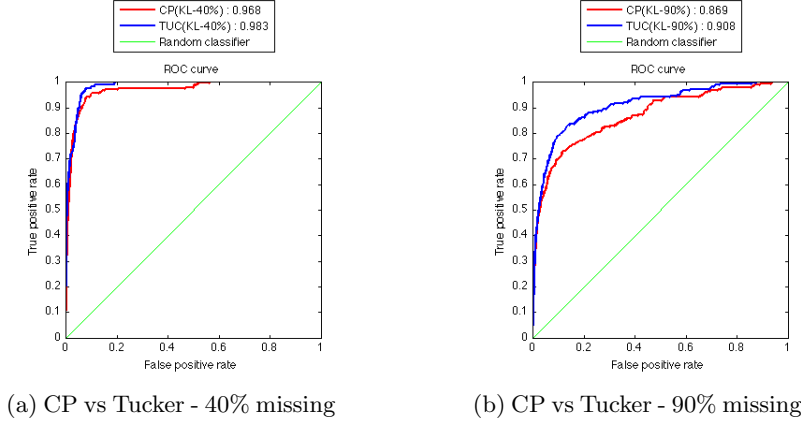 CP(KL-40%) : 0.968
TUC(KL-40%) : 0.983
Random classifier
ROC curve
True positive rate
1
0.9
0.8
0.7
0.6
0.5
0.4
0.3
0.2
0.1
0
0 0.2 0.4 0.6 0.8 1
False positive rate
(a) CP vs Tucker - 40% missing
CP(KL-90%) : 0.869
TUC(KL-90%) : 0.908
Random classifier
ROC curve
True positive rate
1
0.9
0.8
0.7
0.6
0.5
0.4
0.3
0.2
0.1
0
0 0.2 0.4 0.6 0.8 1
False positive rate
(b) CP vs Tucker - 90% missing